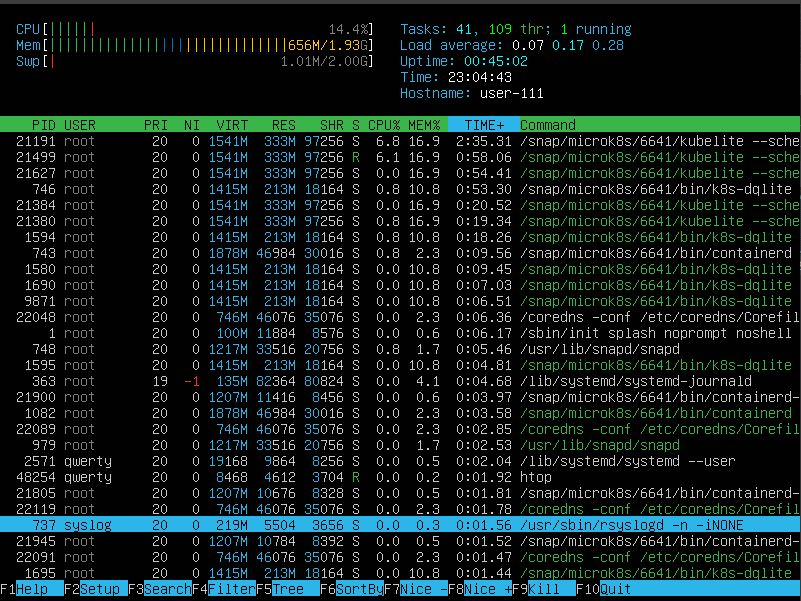 CPU[||||||                          14.4%]   Tasks: 41, 109 thr; 1 running
Mem[||||||||||||||||||||||||||||||656M/1.93G]   Load average: 0.07 0.17 0.28
Swp[|                         1.01M/2.00G]   Uptime: 00:45:02
Time: 23:04:43
Hostname: user-111
PID USER PRI NI VIRT RES SHR S CPU% MEM% TIME+ Command
21191 root 20 0 1541M 333M 97256 S 6.8 16.9 2:35.31 /snap/microk8s/6641/kubelite --sche
21499 root 20 0 1541M 333M 97256 R 6.1 16.9 0:58.06 /snap/microk8s/6641/kubelite --sche
21627 root 20 0 1541M 333M 97256 S 0.0 16.9 0:54.41 /snap/microk8s/6641/kubelite --sche
746 root 20 0 1415M 213M 18164 S 0.8 10.8 0:53.30 /snap/microk8s/6641/bin/k8s-dqlite
21384 root 20 0 1541M 333M 97256 S 0.0 16.9 0:20.52 /snap/microk8s/6641/kubelite --sche
21380 root 20 0 1541M 333M 97256 S 0.8 16.9 0:19.34 /snap/microk8s/6641/kubelite --sche
1594 root 20 0 1415M 213M 18164 S 0.8 10.8 0:18.26 /snap/microk8s/6641/bin/k8s-dqlite
743 root 20 0 1878M 46984 30016 S 0.8 2.3 0:09.56 /snap/microk8s/6641/bin/containerd
1580 root 20 0 1415M 213M 18164 S 0.0 10.8 0:09.45 /snap/microk8s/6641/bin/k8s-dqlite
1690 root 20 0 1415M 213M 18164 S 0.0 10.8 0:07.03 /snap/microk8s/6641/bin/k8s-dqlite
9871 root 20 0 1415M 213M 18164 S 0.0 10.8 0:06.51 /snap/microk8s/6641/bin/k8s-dqlite
22048 root 20 0 746M 46076 35076 S 0.0 2.3 0:06.36 /coredns -conf /etc/coredns/Corefil
1 root 20 0 100M 11884 8576 S 0.0 0.6 0:06.17 /sbin/init splash noprompt noshell
748 root 20 0 1217M 33516 20756 S 0.8 1.7 0:05.46 /usr/lib/snapd/snapd
1595 root 20 0 1415M 213M 18164 S 0.0 10.8 0:04.81 /snap/microk8s/6641/bin/k8s-dqlite
363 root 19 -1 135M 82364 80824 S 0.0 4.1 0:04.68 /lib/systemd/systemd-journald
21900 root 20 0 1207M 11416 8456 S 0.0 0.6 0:03.97 /snap/microk8s/6641/bin/containerd-
1082 root 20 0 1878M 46984 30016 S 0.0 2.3 0:03.58 /snap/microk8s/6641/bin/containerd
22089 root 20 0 746M 46076 35076 S 0.0 2.3 0:02.85 /coredns -conf /etc/coredns/Corefil
979 root 20 0 1217M 33516 20756 S 0.0 1.7 0:02.53 /usr/lib/snapd/snapd
2571 qwerty 20 0 19168 9864 8256 S 0.0 0.5 0:02.04 /lib/systemd/systemd --user
48254 qwerty 20 0 8468 4612 3704 R 0.0 0.2 0:01.92 htop
21805 root 20 0 1207M 10676 8328 S 0.0 0.5 0:01.81 /snap/microk8s/6641/bin/containerd-
22119 root 20 0 746M 46076 35076 S 0.0 2.3 0:01.78 /coredns -conf /etc/coredns/Corefil
737 syslog 20 0 219M 5504 3656 S 0.0 0.3 0:01.56 /usr/sbin/rsyslogd -n -iNONE
21945 root 20 0 1207M 10784 8392 S 0.0 0.5 0:01.52 /snap/microk8s/6641/bin/containerd-
22091 root 20 0 746M 46076 35076 S 0.0 2.3 0:01.47 /coredns -conf /etc/coredns/Corefil
1695 root 20 0 1415M 213M 18164 S 0.0 10.8 0:01.44 /snap/microk8s/6641/bin/k8s-dqlite
F1Help F2Setup F3SearchF4FilterF5Tree F6SortByF7Nice -F8Nice +F9Kill F10Quit